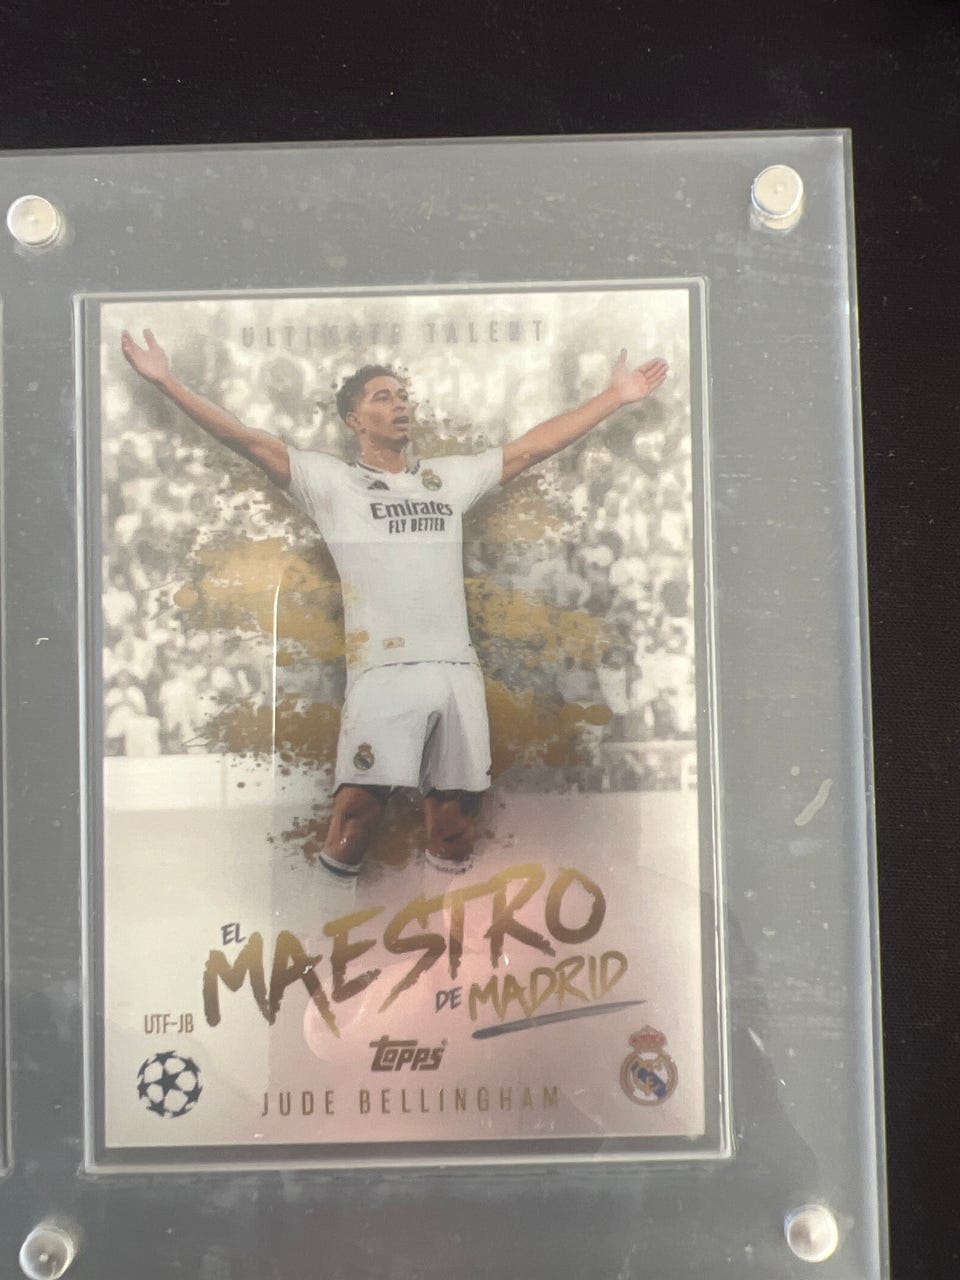 ULTIMATE TALENT
Emirates
FLY BETTER
EL
MAESTRO
DE MADRID
UTF-JB
topps
JUDE BELLINGHAM